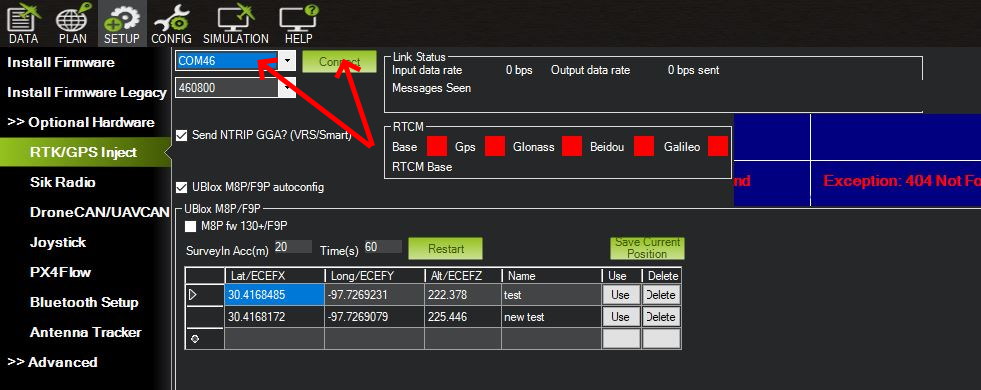 DATA PLAN SETUP CONFIG SIMULATION HELP
Install Firmware
Install Firmware Legacy
>> Optional Hardware
RTK/GPS Inject
Sik Radio
DroneCAN/UAVCAN
Joystick
PX4Flow
Bluetooth Setup
Antenna Tracker
>> Advanced
COM46 Connect
460800
Link Status
Input data rate 0 bps Output data rate 0 bps sent
Messages Seen
Send NTRIP GGA? (VRS/Smart)
RTCM
Base Gps Glonass Beidou Galileo
RTCM Base
nd Exception: 404 Not Fo
UBlox M8P/F9P autoconfig
UBlox M8P/F9P
M8P fw 130+/F9P
SurveyIn Acc(m) 20 Time(s) 60 Restart Save Current
Position
Lat/ECEFX Long/ECEFY Alt/ECEFZ Name Use Delete
30.4168485 -97.7269231 222.378 test Use Delete
30.4168172 -97.7269079 225.446 new test Use Delete